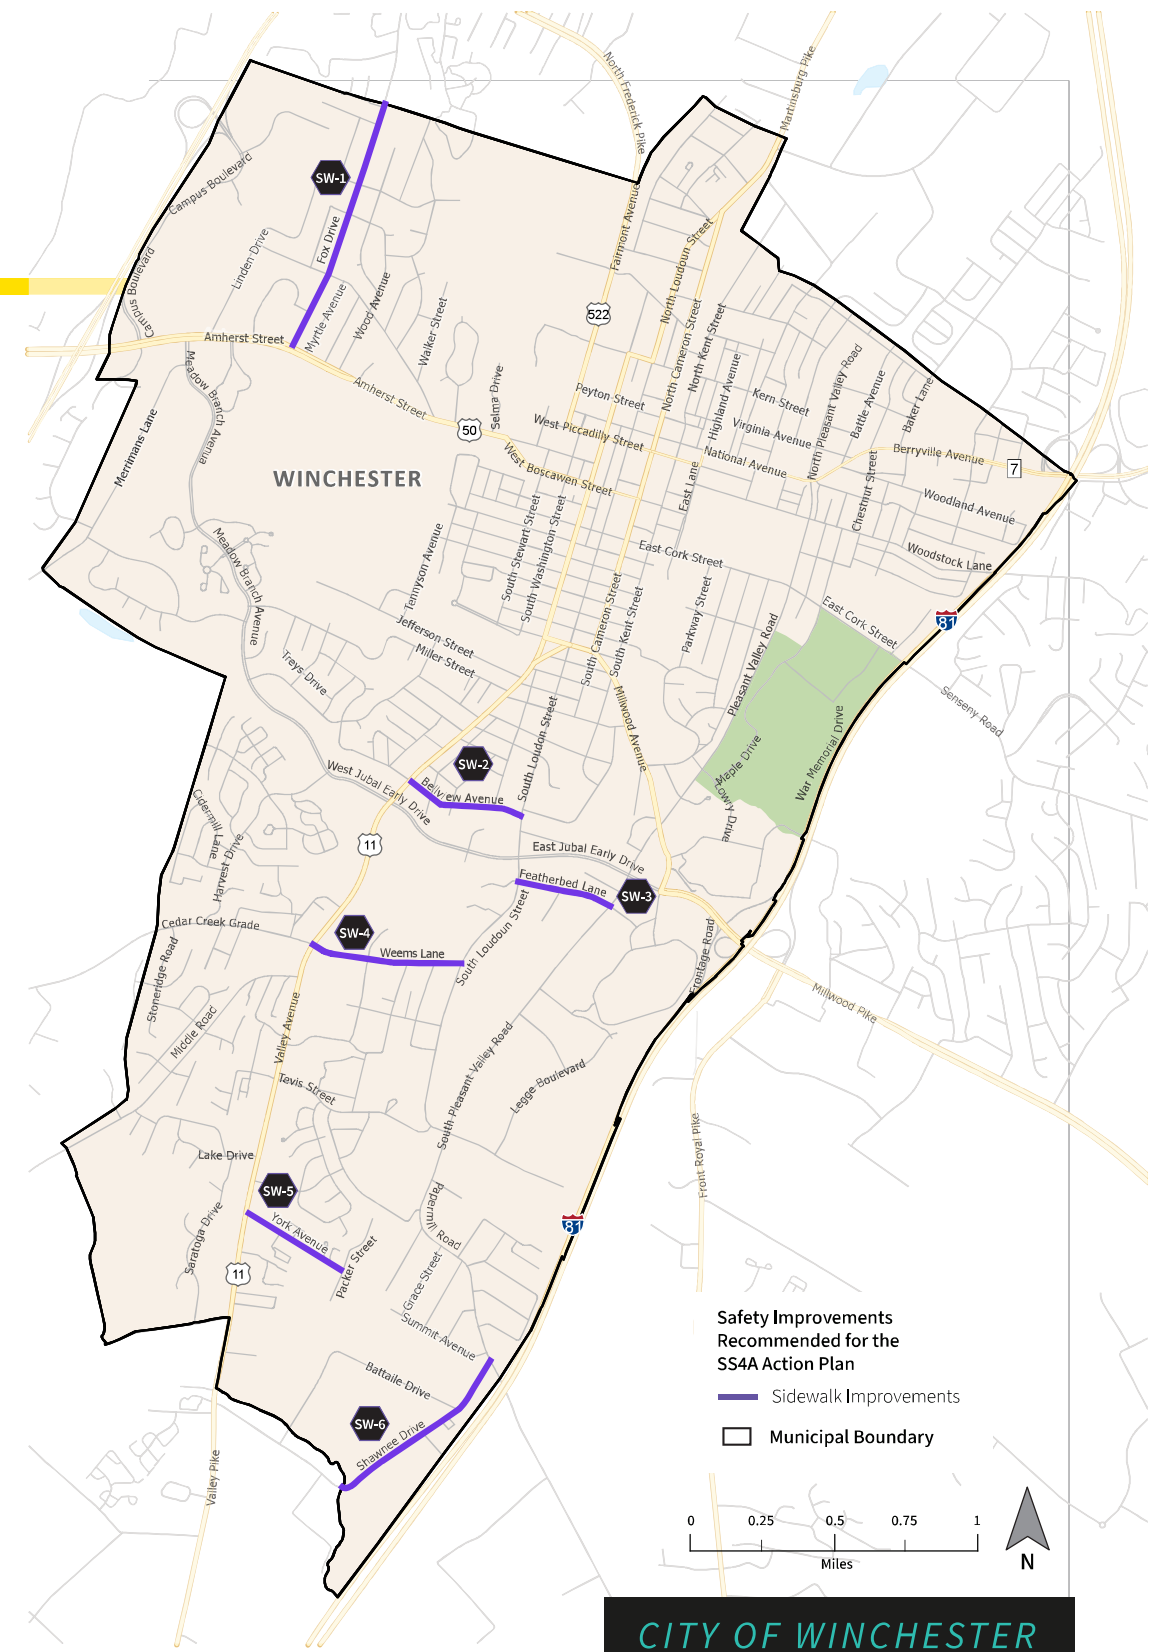 North Frederick Pike
Martinsburg Pike
SW-1
Campus Boulevard
Fairmont Avenue
Linden Drive
Fox Drive
North Loudoun Street
Campus Boulevard
Myrtle Avenue
Wood Avenue
Walker Street
522
North Cameron Street
North Kent Street
Amherst Street
Meadow Branch Avenue
Amherst Street
Selma Drive
Peyton Street
Highland Avenue
Kern Street
North Pleasant Valley Road
Battle Avenue
Baker Lane
Merrimans Lane
50
West Piccadilly Street
Virginia Avenue
National Avenue
Berryville Avenue
7
WINCHESTER
West Boscawen Street
East Lane
Chestnut Street
Woodland Avenue
Meadow Branch Avenue
Tennyson Avenue
South Stewart Street
South Washington Street
East Cork Street
Woodstock Lane
Jefferson Street
Miller Street
South Cameron Street
South Kent Street
Parkway Street
East Cork Street
81
Treys Drive
Pleasant Valley Road
Senseny Road
Millwood Avenue
South Loudon Street
Maple Drive
War Memorial Drive
Lowry Drive
SW-2
West Jubal Early Drive
Bellview Avenue
Cidermill Lane
Harvest Drive
11
East Jubal Early Drive
Featherbed Lane
SW-3
Cedar Creek Grade
SW-4
Weems Lane
South Loudoun Street
Stoneridge Road
Frontage Road
Millwood Pike
Middle Road
Valley Avenue
South Pleasant Valley Road
Legge Boulevard
Tevis Street
Front Royal Pike
Lake Drive
SW-5
York Avenue
Saratoga Drive
Papermill Road
81
11
Packer Street
Grace Street
Summit Avenue
Battaile Drive
SW-6
Shawnee Drive
Valley Pike
Safety Improvements
Recommended for the
SS4A Action Plan
Sidewalk Improvements
Municipal Boundary
0 0.25 0.5 0.75 1
Miles
N
CITY OF WINCHESTER